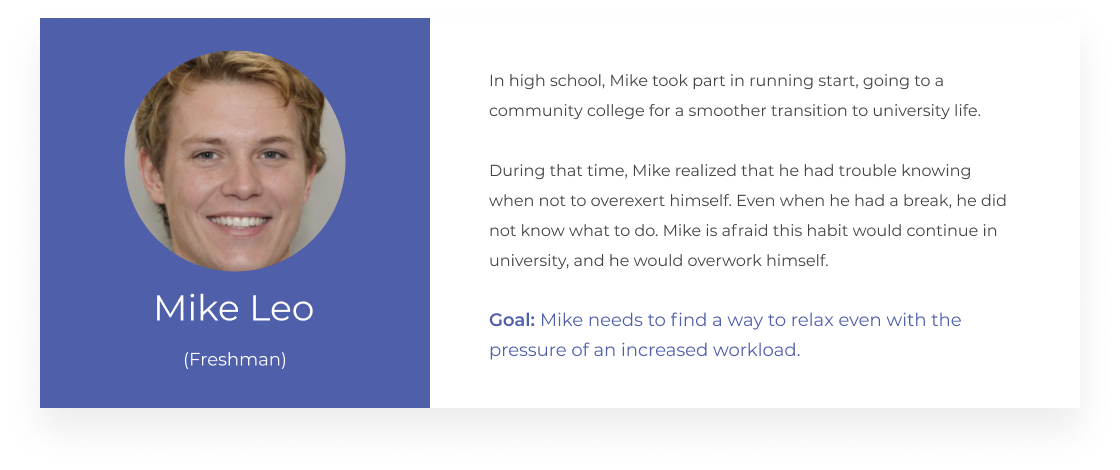 Mike Leo
(Freshman)
In high school, Mike took part in running start, going to a
community college for a smoother transition to university life.
During that time, Mike realized that he had trouble knowing
when not to overexert himself. Even when he had a break, he did
not know what to do. Mike is afraid this habit would continue in
university, and he would overwork himself.
Goal: Mike needs to find a way to relax even with the
pressure of an increased workload.